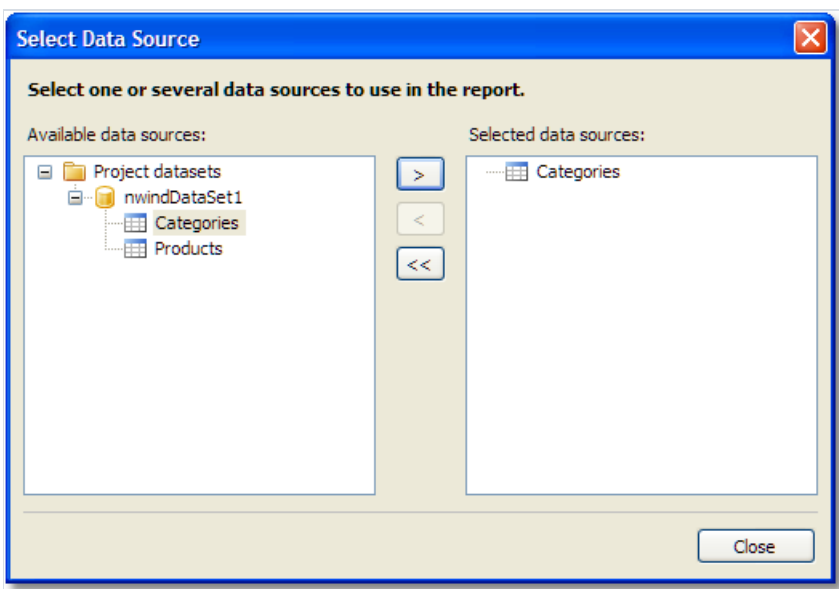 Select Data Source
Select one or several data sources to use in the report.
Available data sources:
Selected data sources:
Project datasets
nwindDataSet1
Categories
Products
>
<
<<
Categories
Close